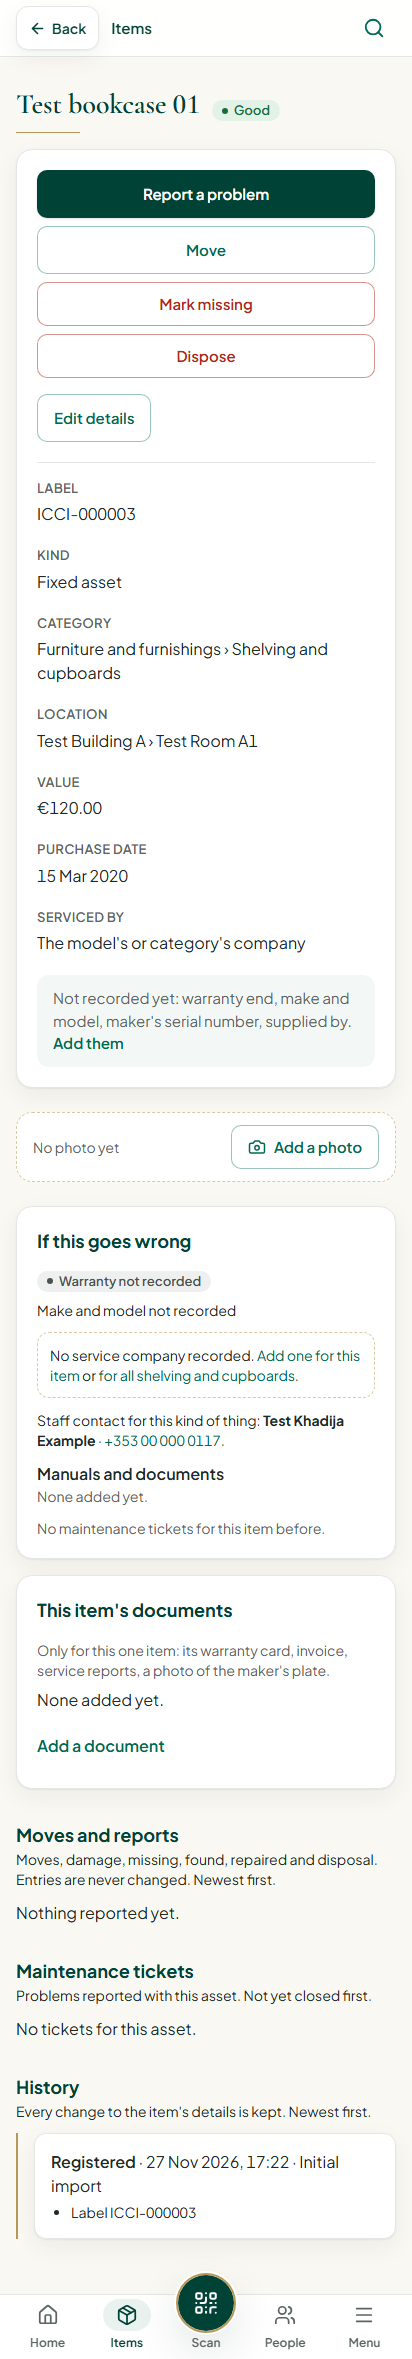 Back
Items
Test bookcase 01
Good
Report a problem
Move
Mark missing
Dispose
Edit details
LABEL
ICCI-000003
KIND
Fixed asset
CATEGORY
Furniture and furnishings › Shelving and
cupboards
LOCATION
Test Building A › Test Room A1
VALUE
€120.00
PURCHASE DATE
15 Mar 2020
SERVICED BY
The model's or category's company
Not recorded yet: warranty end, make and
model, maker's serial number, supplied by.
Add them
No photo yet
Add a photo
If this goes wrong
Warranty not recorded
Make and model not recorded
No service company recorded. Add one for this
item or for all shelving and cupboards.
Staff contact for this kind of thing: Test Khadija
Example · +353 00 000 0117.
Manuals and documents
None added yet.
No maintenance tickets for this item before.
This item's documents
Only for this one item: its warranty card, invoice,
service reports, a photo of the maker's plate.
None added yet.
Add a document
Moves and reports
Moves, damage, missing, found, repaired and disposal.
Entries are never changed. Newest first.
Nothing reported yet.
Maintenance tickets
Problems reported with this asset. Not yet closed first.
No tickets for this asset.
History
Every change to the item's details is kept. Newest first.
Registered · 27 Nov 2026, 17:22 · Initial
import
• Label ICCI-000003
Home
Items
Scan
People
Menu